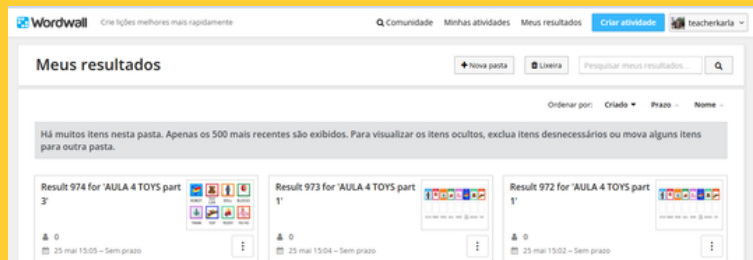 Wordwall Crie lições melhores mais rapidamente Comunidade Minhas atividades Meus resultados Criar atividade teacherkarla
Meus resultados Nova pasta Lixeira Pesquisar meus resultados...
Ordenar por: Criado Prazo Nome
Há muitos itens nesta pasta. Apenas os 500 mais recentes são exibidos. Para visualizar os itens ocultos, exclua itens desnecessários ou mova alguns itens
para outra pasta.
Result 974 for 'AULA 4 TOYS part
3'
0
25 mai 15:05 – Sem prazo
Result 973 for 'AULA 4 TOYS part
1'
0
25 mai 15:04 – Sem prazo
Result 972 for 'AULA 4 TOYS part
1'
0
25 mai 15:02 – Sem prazo